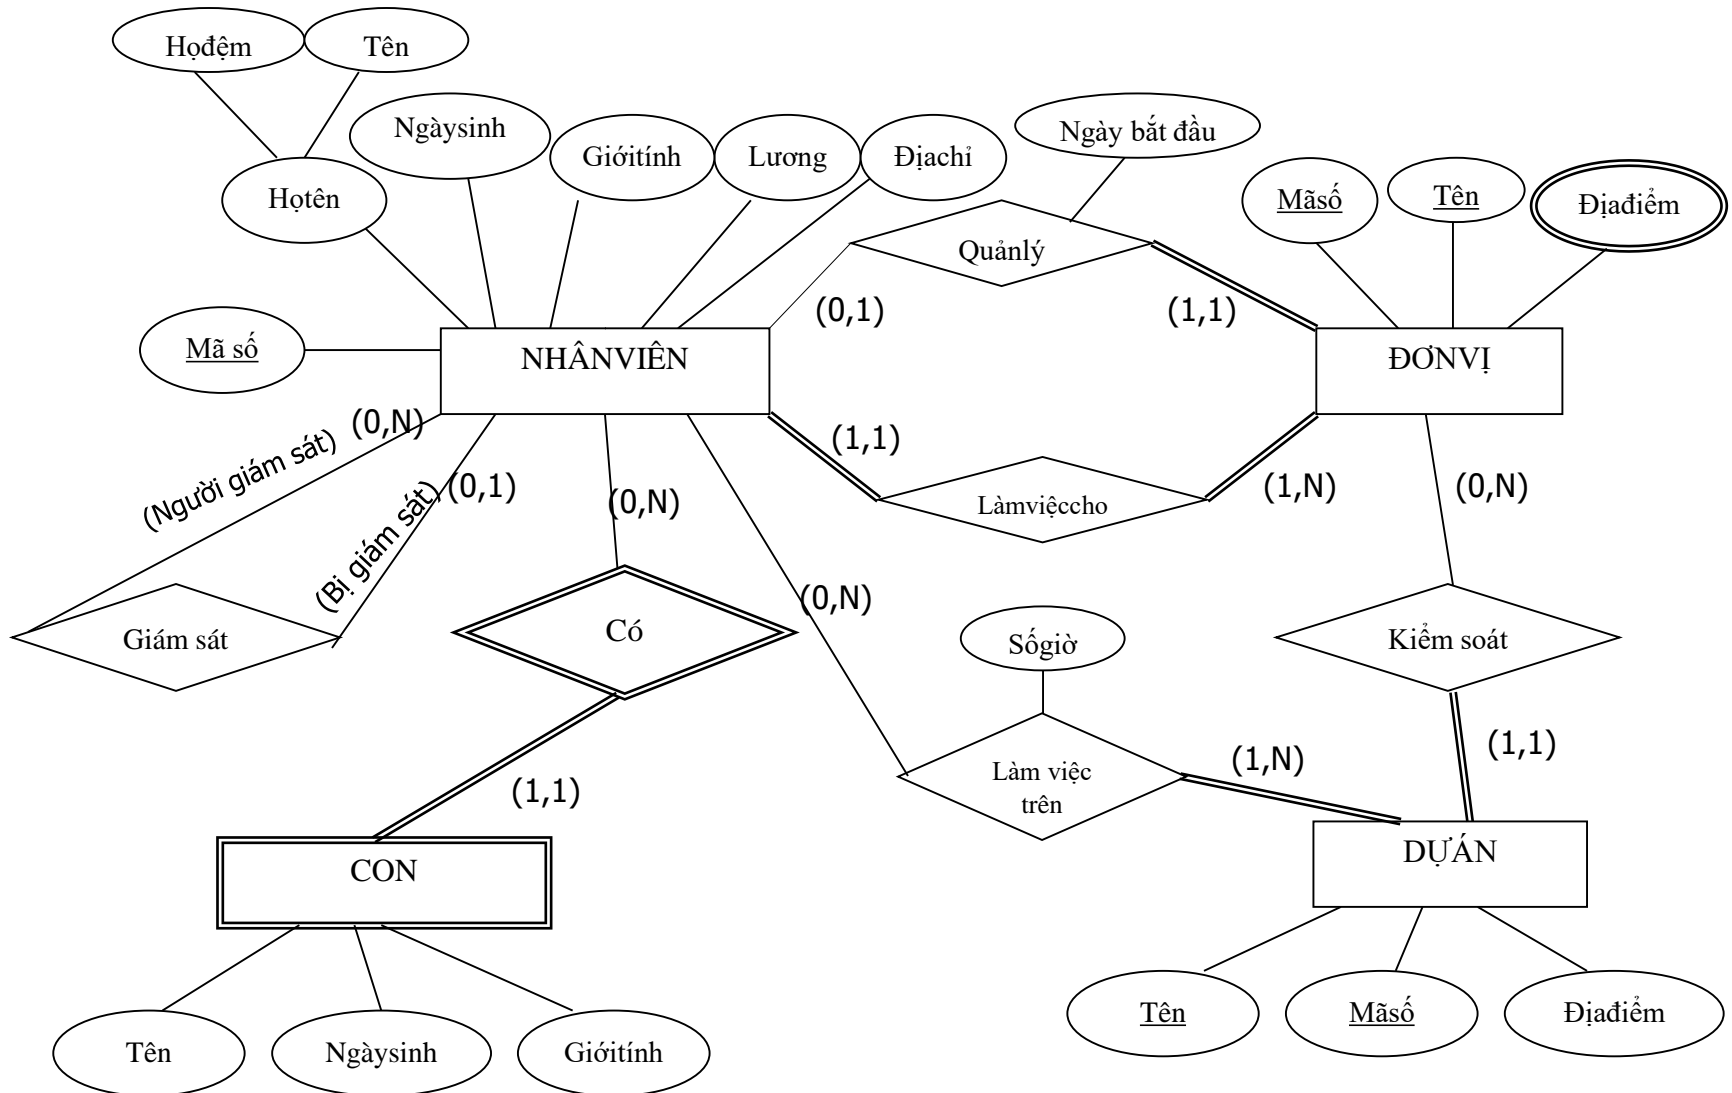 Họđệm
Tên
Ngàysinh
Giớitính
Lương
Địachỉ
Ngày bắt đầu
Họtên
Mãsố
Tên
Địađiểm
Quảnlý
(0,1)
(1,1)
Mã số
NHÂNVIÊN
ĐƠNVỊ
(0,N)
(Người giám sát)
(1,1)
(0,1)
(Bị giám sát)
(0,N)
Làmviệccho
(1,N)
(0,N)
(0,N)
Giám sát
Có
Sốgiờ
Kiểm soát
(1,1)
Làm việc
trên
(1,N)
(1,1)
CON
DỰÁN
Tên
Ngàysinh
Giớitính
Tên
Mãsố
Địađiểm